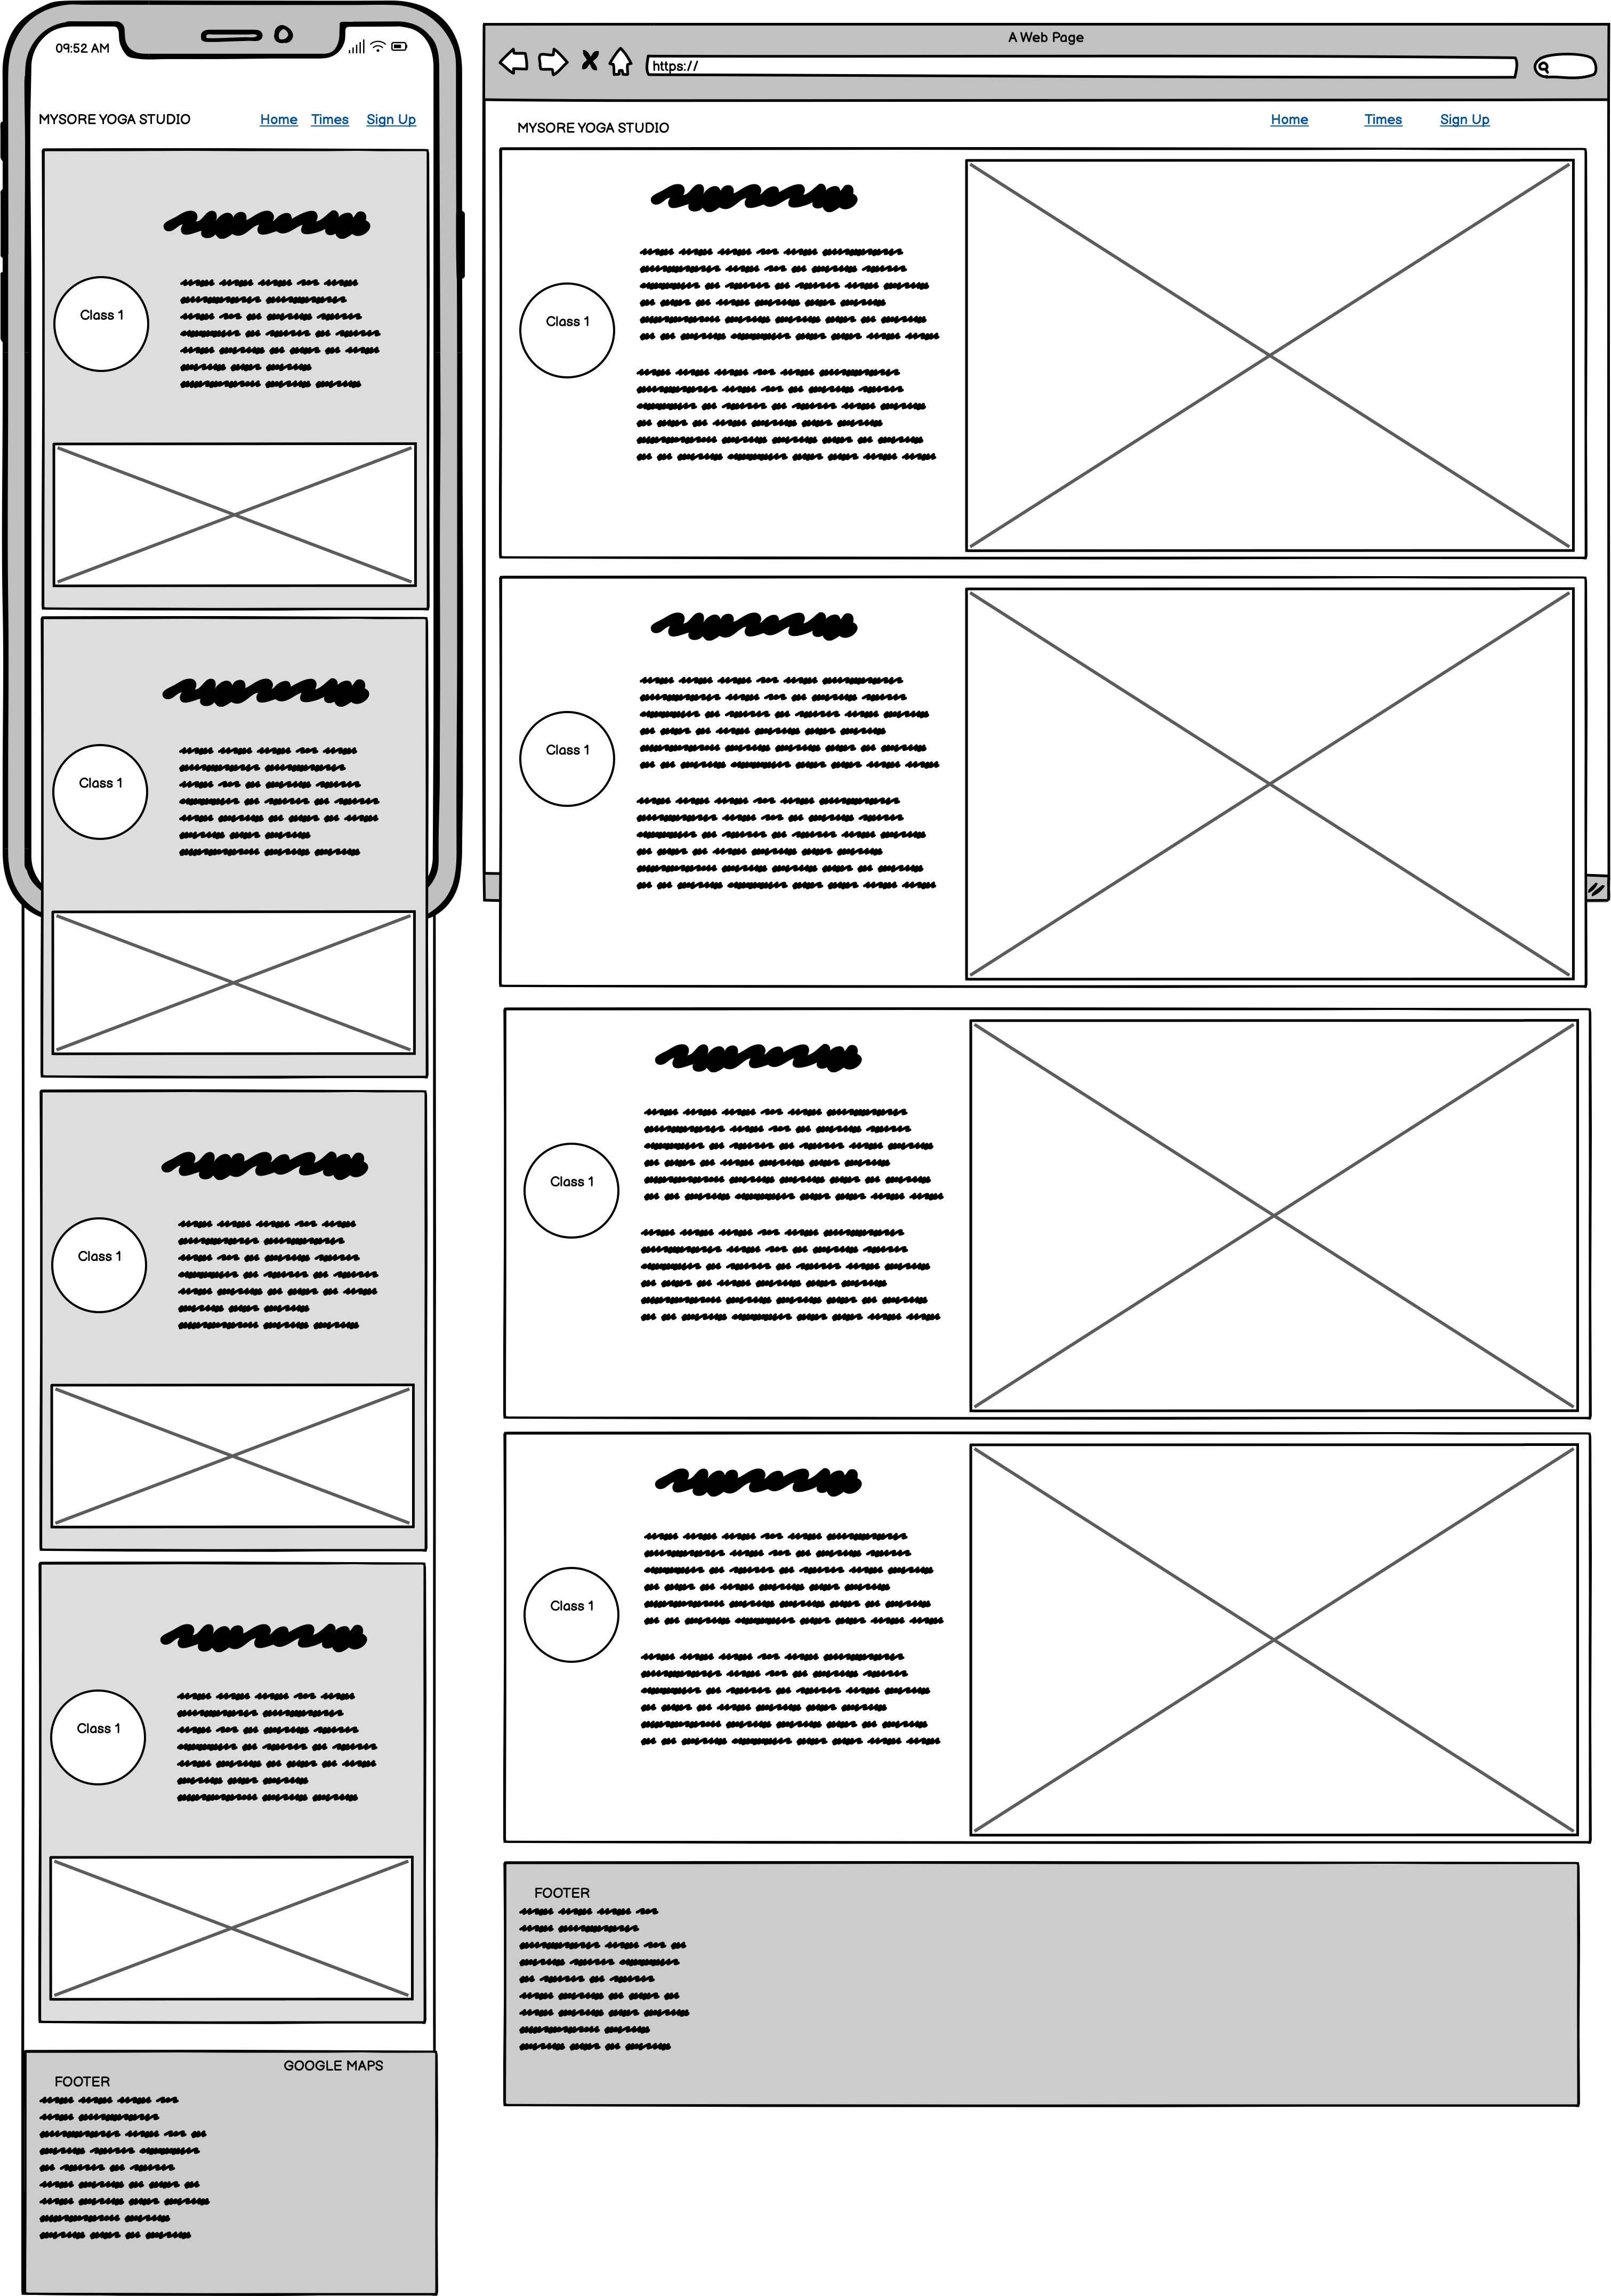 09:52 AM
MYSORE YOGA STUDIO Home Times Sign Up
Class 1
Class 1
Class 1
Class 1
GOOGLE MAPS
FOOTER
A Web Page
https://
MYSORE YOGA STUDIO Home Times Sign Up
Class 1
Class 1
Class 1
Class 1
FOOTER